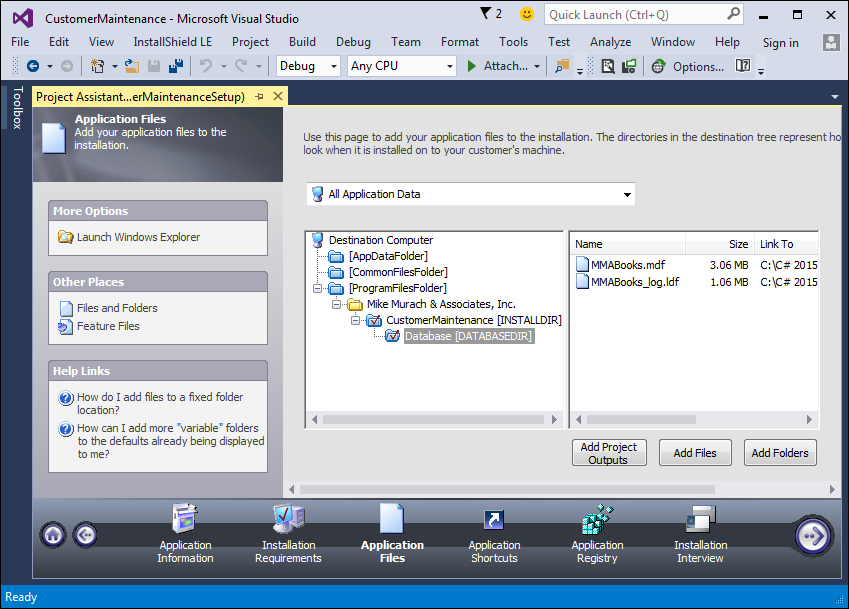 CustomerMaintenance - Microsoft Visual Studio
2
Quick Launch (Ctrl+Q)
File Edit View InstallShield LE Project Build Debug Team Format Tools Test Analyze Window Help Sign in
Debug Any CPU Attach... Options...
Toolbox
Project Assistant...erMaintenanceSetup)
Application Files
Add your application files to the
installation.
More Options
Launch Windows Explorer
Other Places
Files and Folders
Feature Files
Help Links
How do I add files to a fixed folder
location?
How can I add more "variable" folders
to the defaults already being displayed
to me?
Use this page to add your application files to the installation. The directories in the destination tree represent ho
look when it is installed on to your customer's machine.
All Application Data
Destination Computer
[AppDataFolder]
[CommonFilesFolder]
[ProgramFilesFolder]
Mike Murach & Associates, Inc.
CustomerMaintenance [INSTALLDIR]
Database [DATABASEDIR]
Name Size Link To
MMABooks.mdf 3.06 MB C:\C# 2015
MMABooks_log.ldf 1.06 MB C:\C# 2015
Add Project
Outputs
Add Files
Add Folders
Application
Information
Installation
Requirements
Application
Files
Application
Shortcuts
Application
Registry
Installation
Interview
Ready